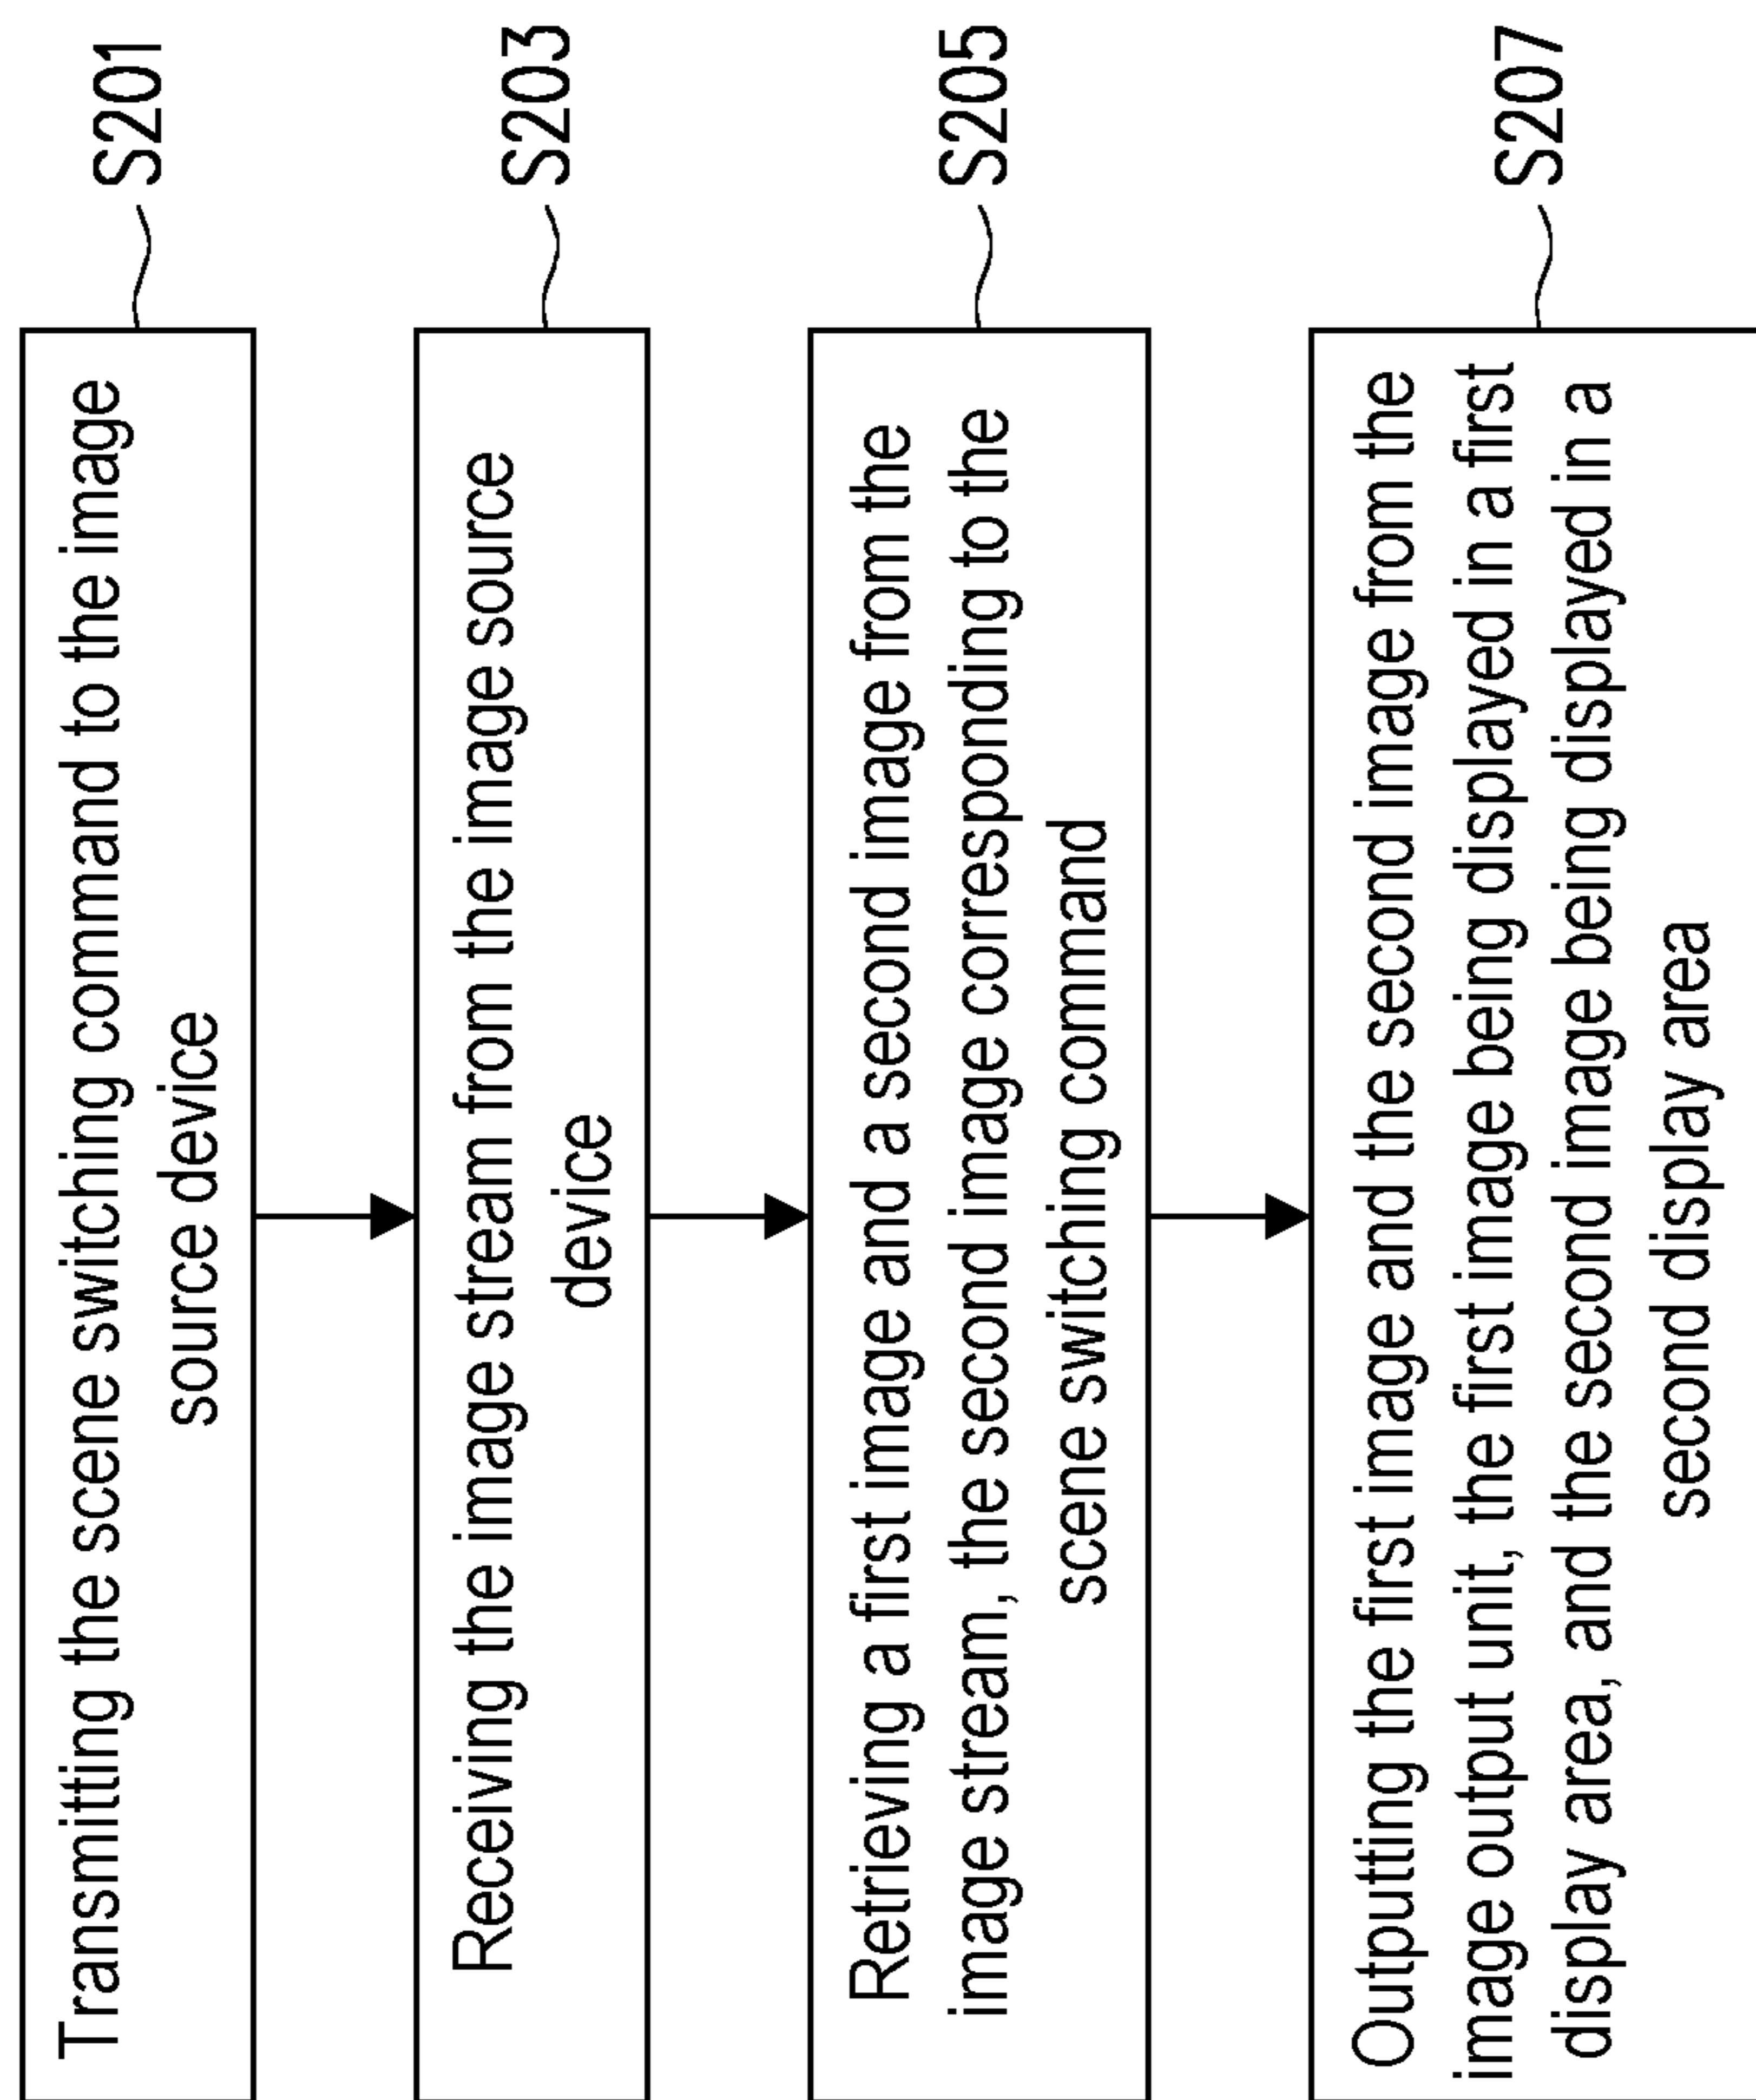 Transmitting the scene switching command to the image
source device
S201
Receiving the image stream from the image source
device
S203
Retrieving a first image and a second image from the
image stream, the second image corresponding to the
scene switching command
S205
Outputting the first image and the second image from the
image output unit, the first image being displayed in a first
display area, and the second image being displayed in a
second display area
S207